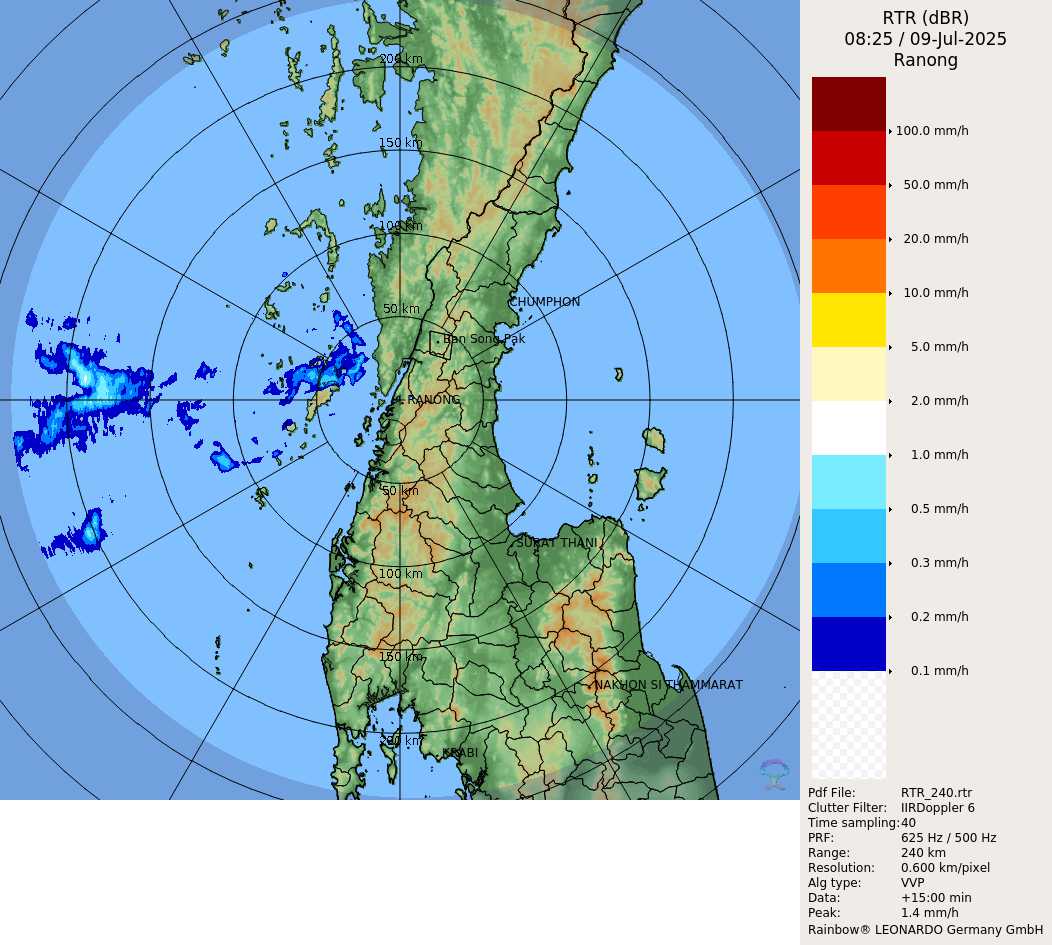 RTR (dBR)
08:25 / 09-Jul-2025
Ranong
100.0 mm/h
50.0 mm/h
20.0 mm/h
10.0 mm/h
5.0 mm/h
2.0 mm/h
1.0 mm/h
0.5 mm/h
0.3 mm/h
0.2 mm/h
0.1 mm/h
Pdf File: RTR_240.rtr
Clutter Filter: IIRDoppler 6
Time sampling: 40
PRF: 625 Hz / 500 Hz
Range: 240 km
Resolution: 0.600 km/pixel
Alg type: VVP
Data: +15:00 min
Peak: 1.4 mm/h
Rainbow® LEONARDO Germany GmbH
200 km
150 km
100 km
50 km
CHUMPHON
Ban Song Pak
RANONG
50 km
SURAT THANI
100 km
150 km
NAKHON SI THAMMARAT
200 km
KRABI